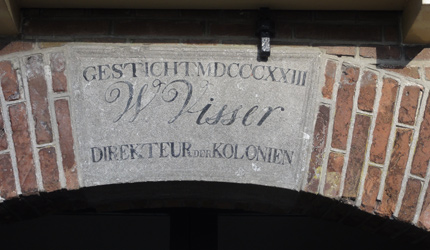 GESTICHT MDCCCXXIII
W. Visser
DIREKTEUR DER KOLONIEN